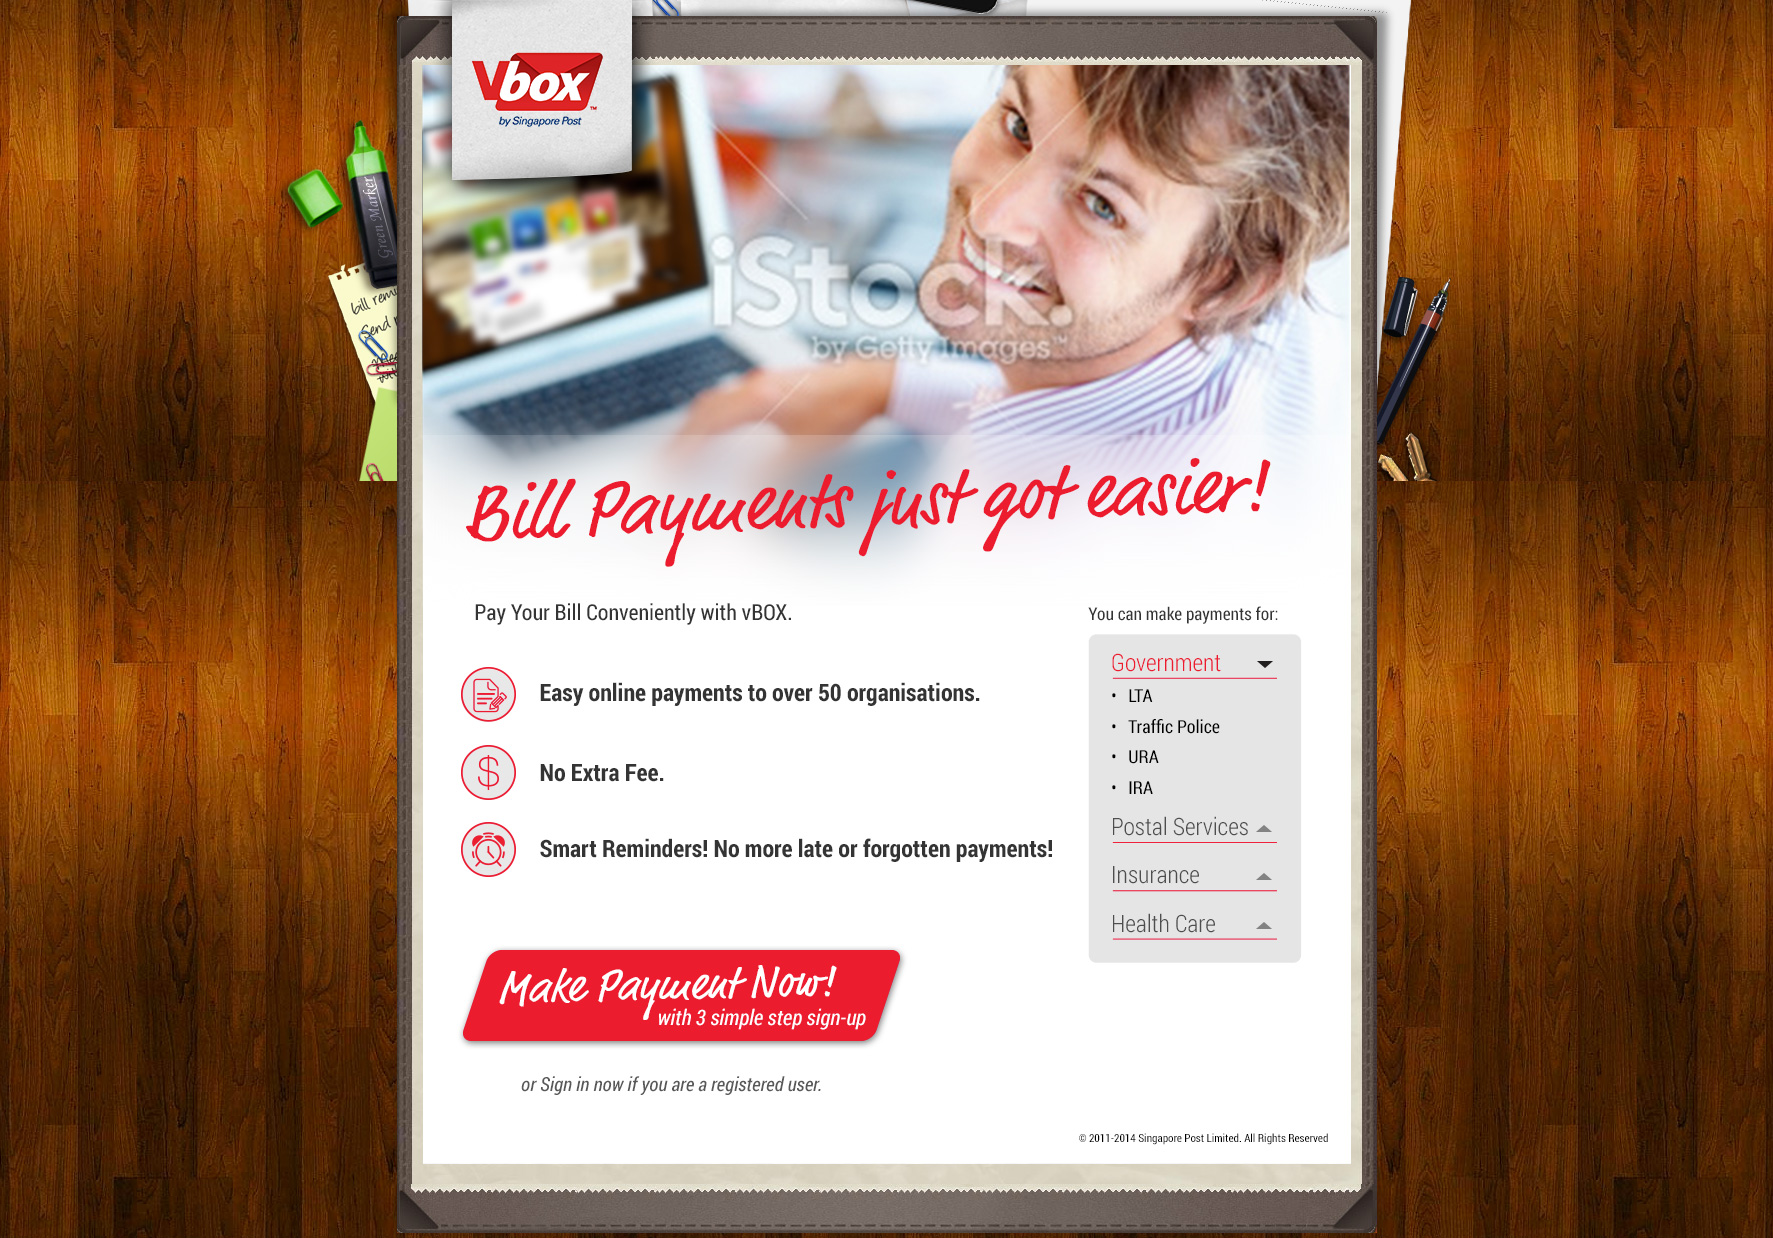 Vbox™
by Singapore Post
Green Marker
bill
Send
iStock.
by Getty Images™
Bill Payments just got easier!
Pay Your Bill Conveniently with vBOX.
Easy online payments to over 50 organisations.
No Extra Fee.
Smart Reminders! No more late or forgotten payments!
Make Payment Now!
with 3 simple step sign-up
or Sign in now if you are a registered user.
You can make payments for:
Government
• LTA
• Traffic Police
• URA
• IRA
Postal Services
Insurance
Health Care
© 2011-2014 Singapore Post Limited. All Rights Reserved